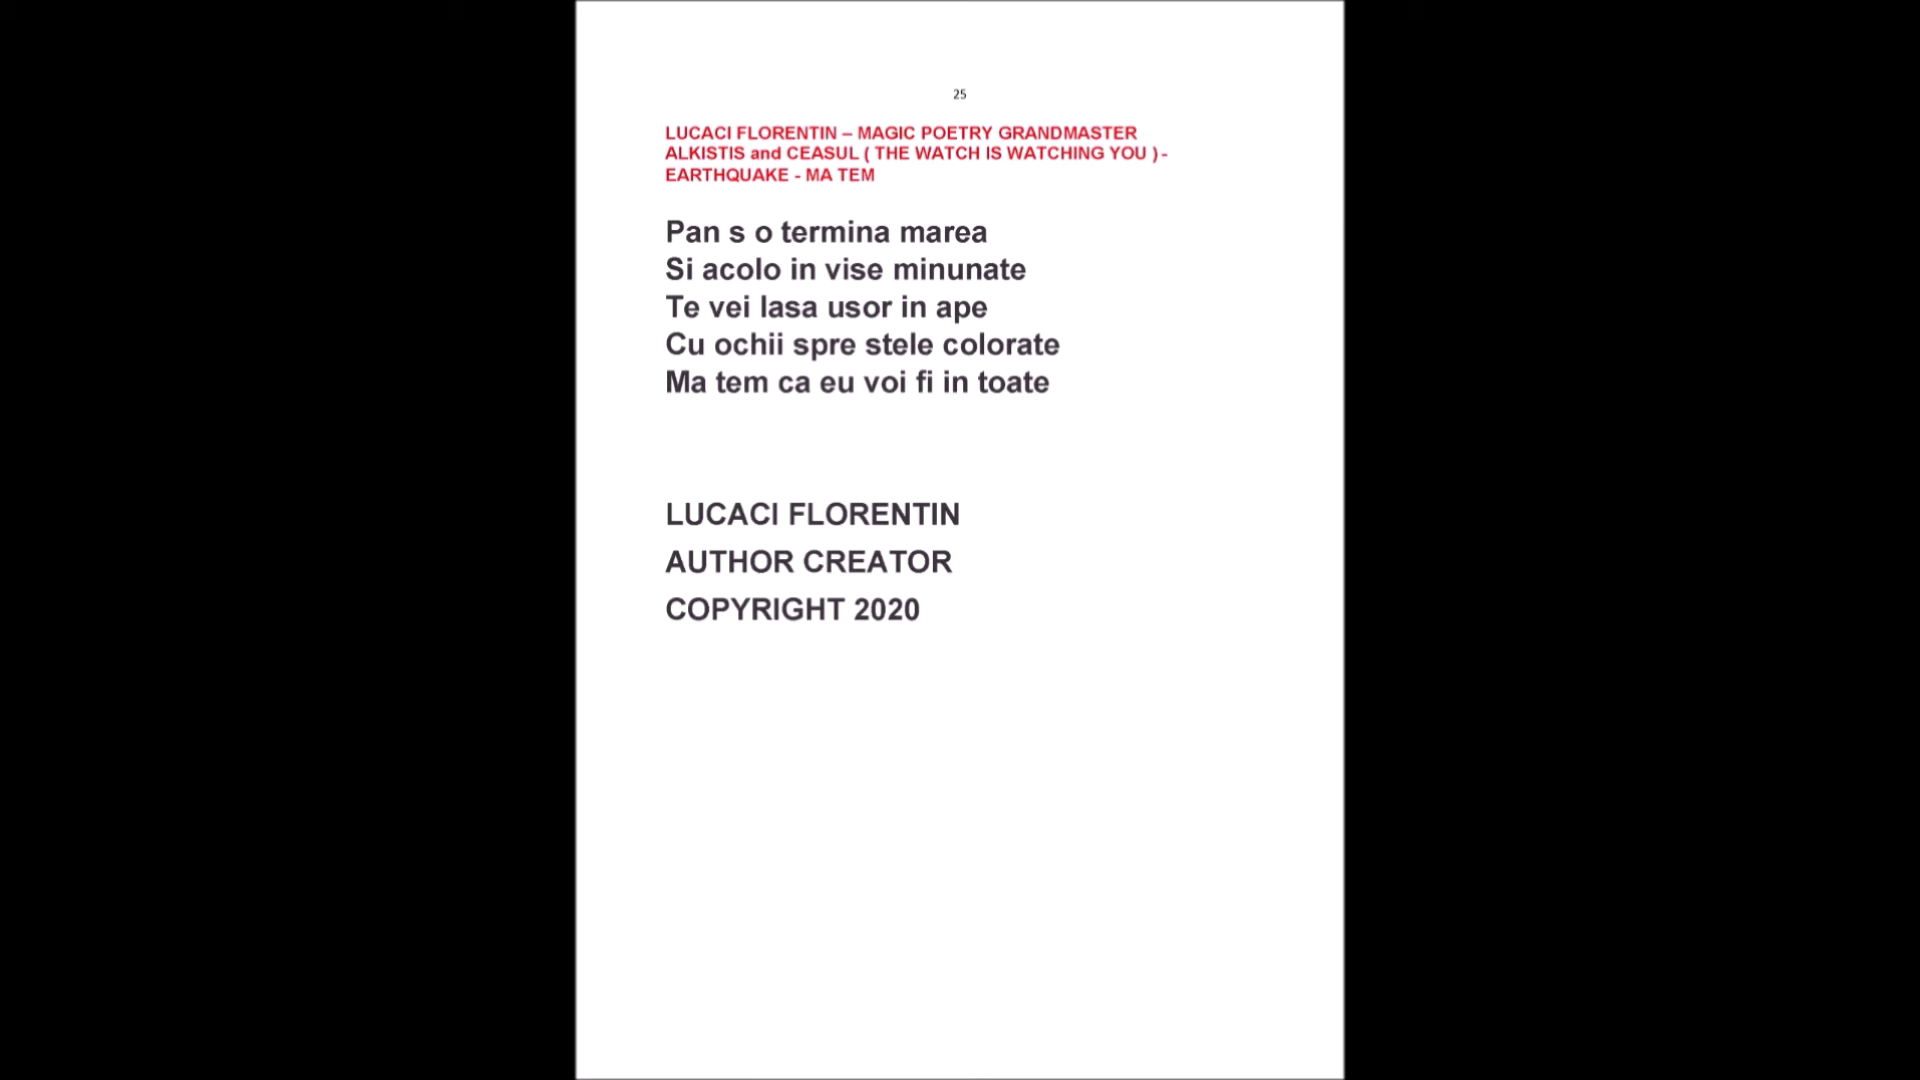 25
LUCACI FLORENTIN – MAGIC POETRY GRANDMASTER
ALKISTIS and CEASUL ( THE WATCH IS WATCHING YOU ) -
EARTHQUAKE - MA TEM
Pan s o termina marea
Si acolo in vise minunate
Te vei lasa usor in ape
Cu ochii spre stele colorate
Ma tem ca eu voi fi in toate
LUCACI FLORENTIN
AUTHOR CREATOR
COPYRIGHT 2020